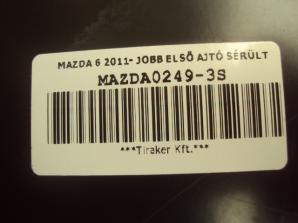 MAZDA 6 2011- JOBB ELSŐ AJTÓ SÉRÜLT
MAZDA0249-3S
***Tiraker Kft.***